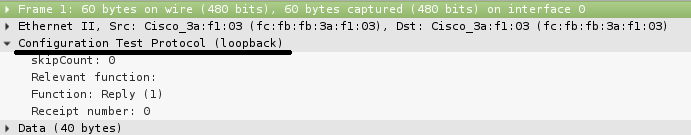 Frame 1: 60 bytes on wire (480 bits), 60 bytes captured (480 bits) on interface 0
Ethernet II, Src: Cisco_3a:f1:03 (fc:fb:fb:3a:f1:03), Dst: Cisco_3a:f1:03 (fc:fb:fb:3a:f1:03)
Configuration Test Protocol (loopback)
skipCount: 0
Relevant function:
Function: Reply (1)
Receipt number: 0
Data (40 bytes)